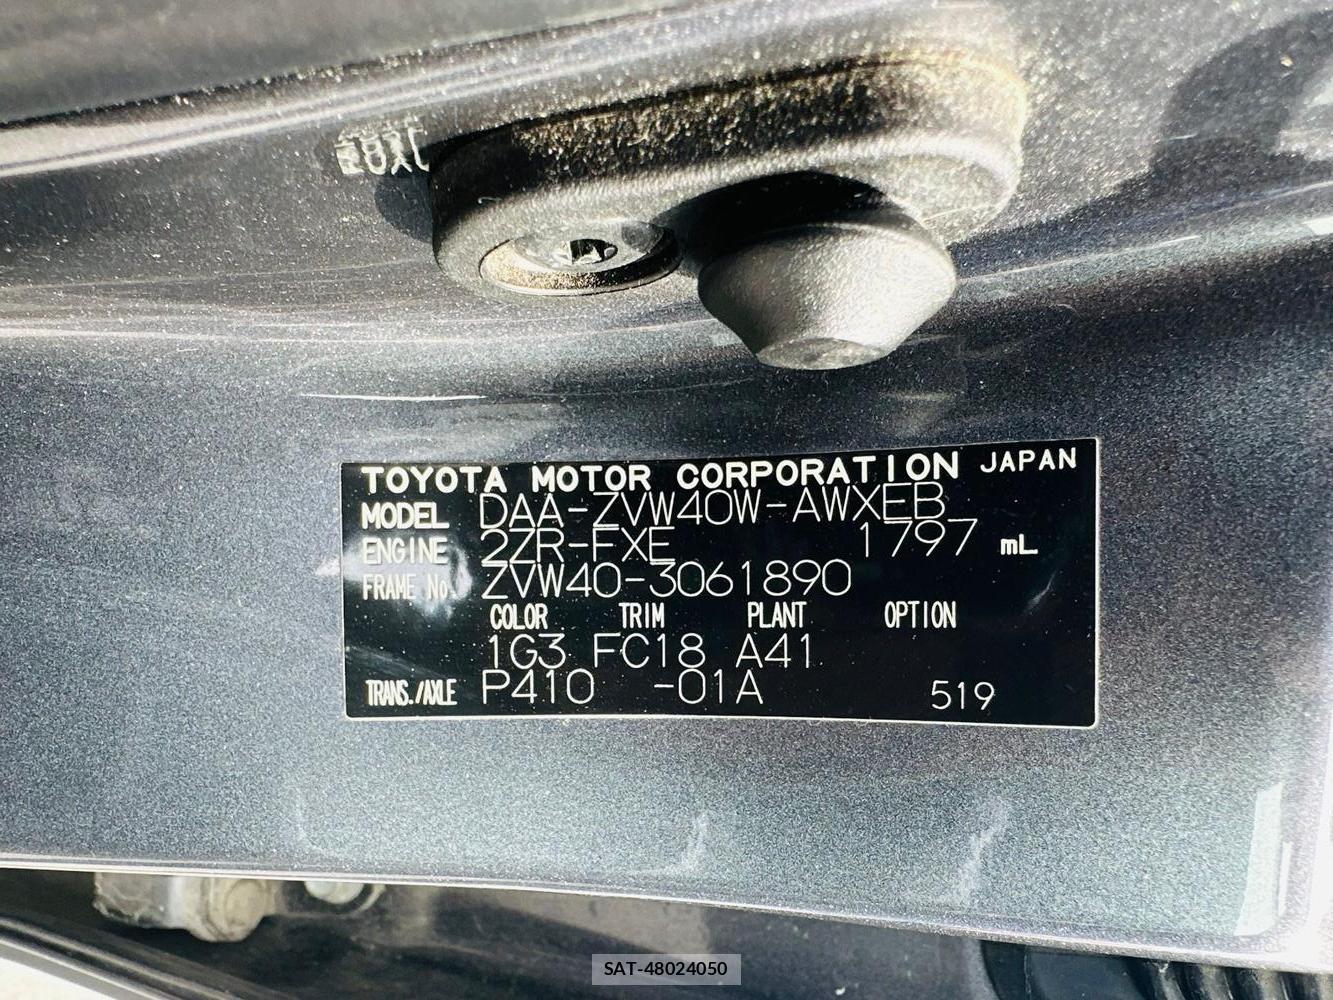 TOYOTA MOTOR CORPORATION JAPAN
MODEL DAA-ZVW40W-AWXEB
ENGINE 2ZR-FXE 1797 mL
FRAME No. ZVW40-3061890
COLOR TRIM PLANT OPTION
1G3 FC18 A41
TRANS./AXLE P410 -01A 519
SAT-48024050